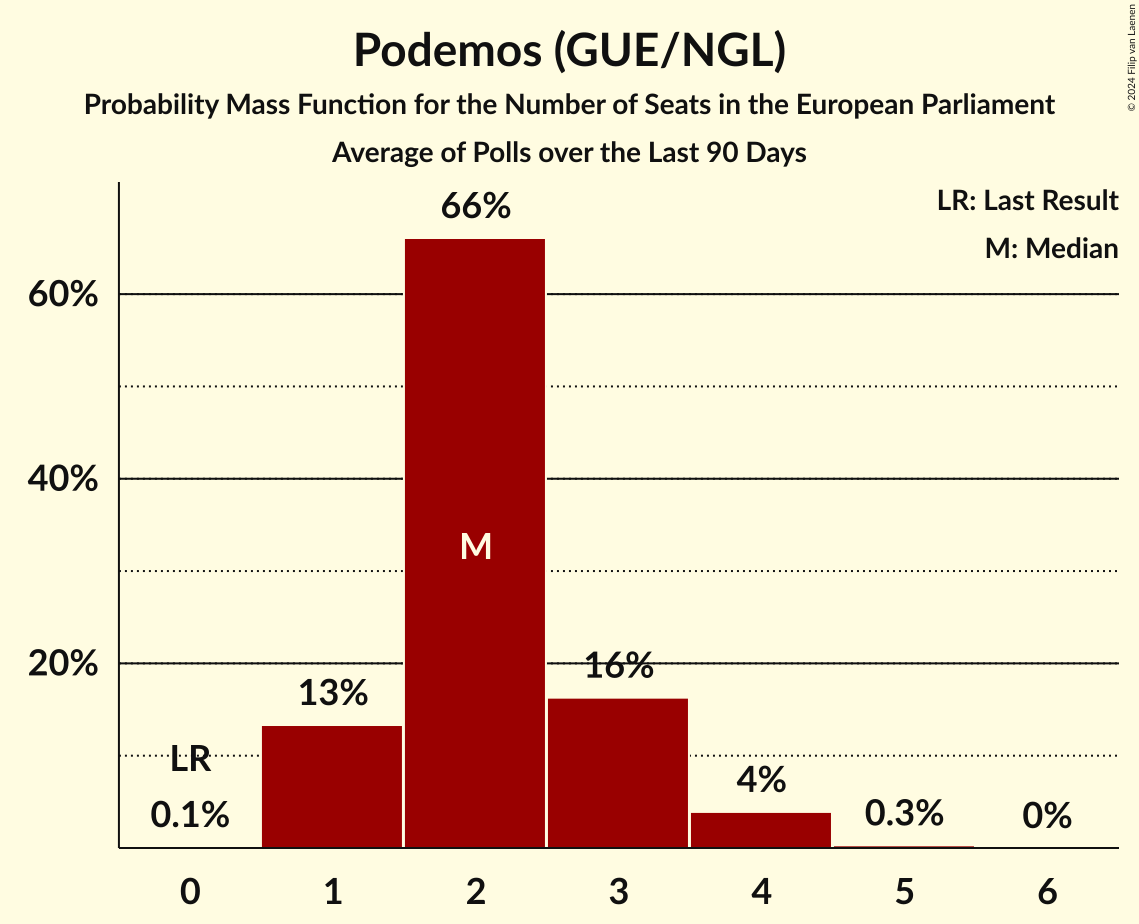 Podemos (GUE/NGL)
Probability Mass Function for the Number of Seats in the European Parliament
Average of Polls over the Last 90 Days
© 2024 Filip van Laenen
LR: Last Result
M: Median
66%
60%
40%
M
20%
16%
13%
LR
4%
0.1%
0.3%
0%
0 1 2 3 4 5 6